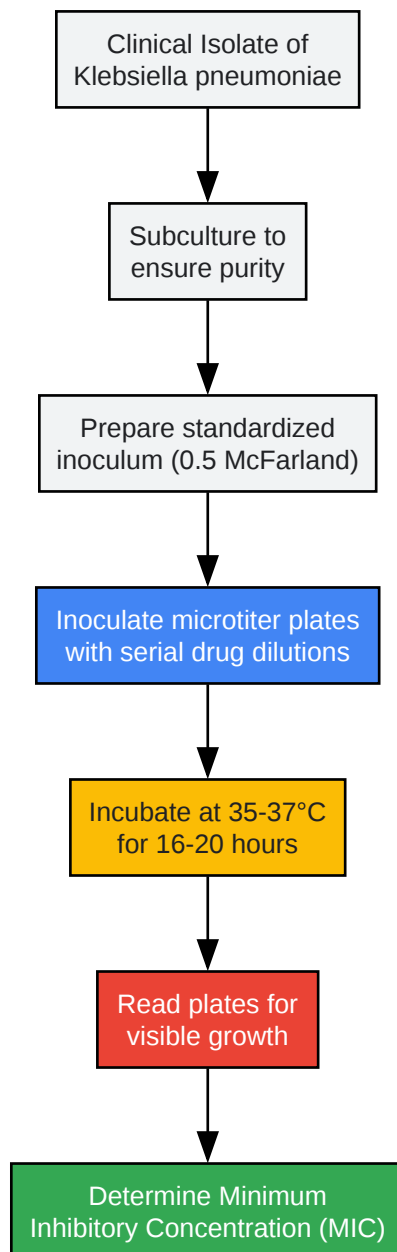 Clinical Isolate of
Klebsiella pneumoniae
Subculture to
ensure purity
Prepare standardized
inoculum (0.5 McFarland)
Inoculate microtiter plates
with serial drug dilutions
Incubate at 35-37°C
for 16-20 hours
Read plates for
visible growth
Determine Minimum
Inhibitory Concentration (MIC)